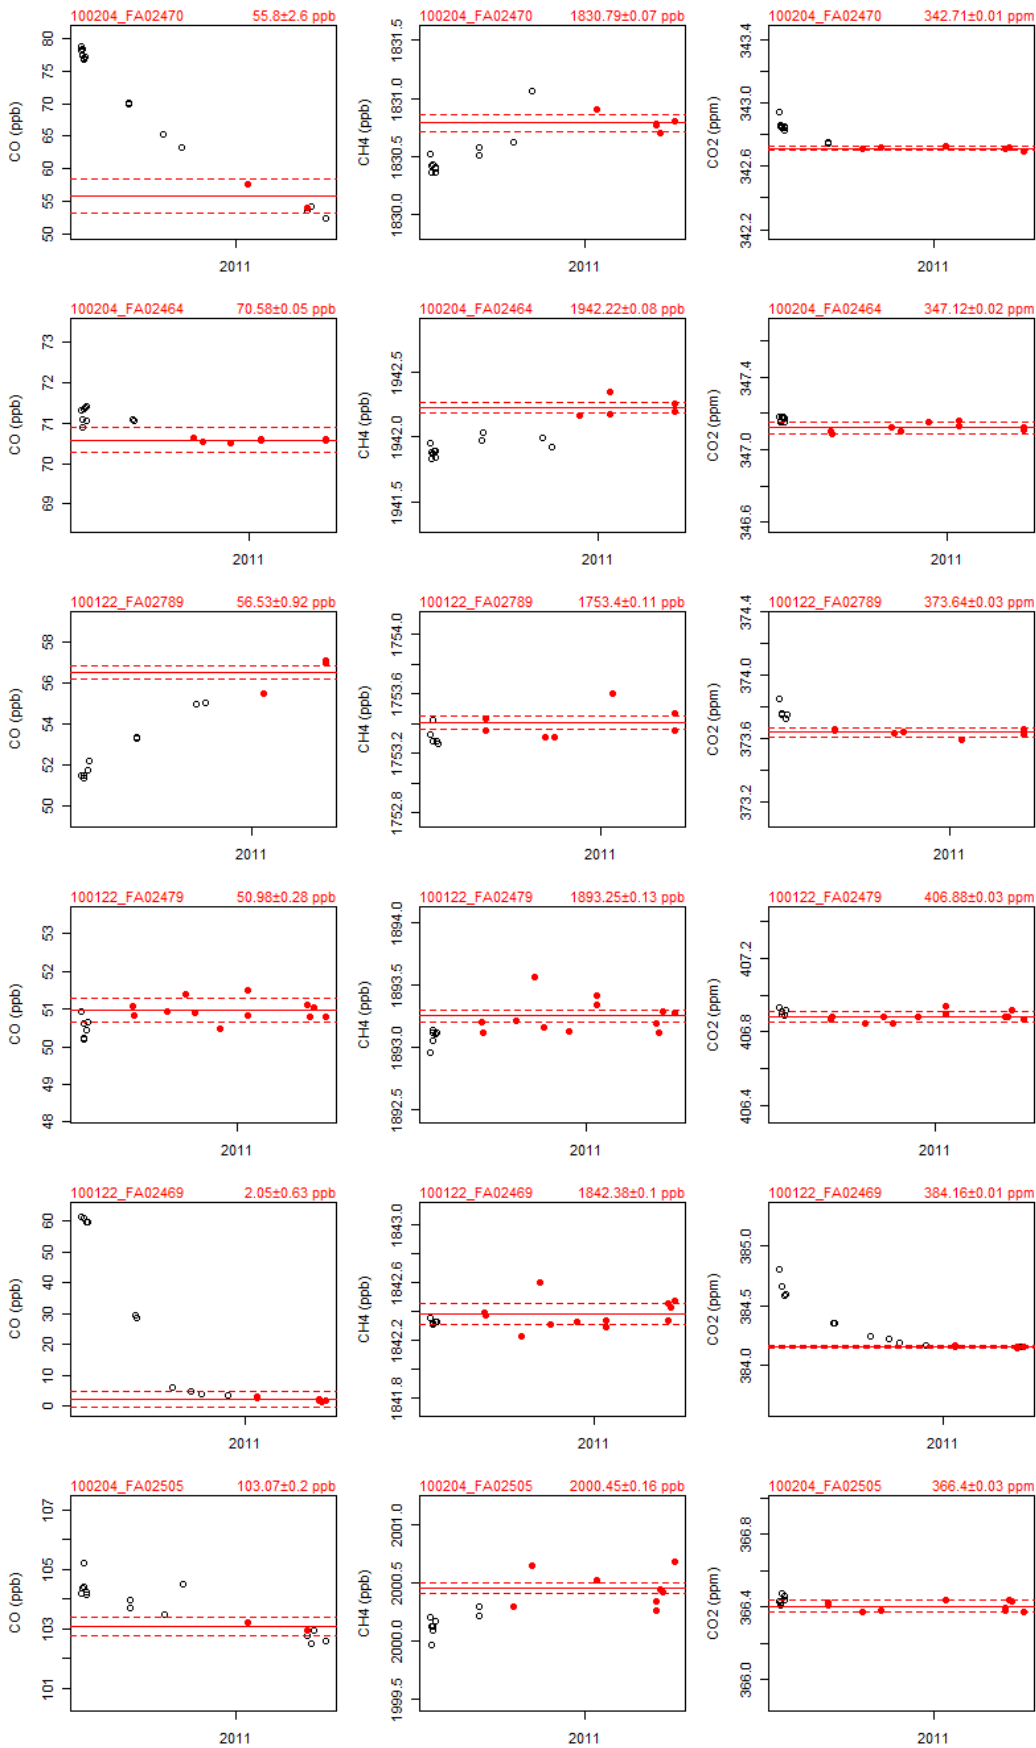 100204_FA02470 55.8±2.6 ppb
CO (ppb)
80
75
70
65
60
55
50
2011
100204_FA02470 1830.79±0.07 ppb
CH4 (ppb)
1831.5
1831.0
1830.5
1830.0
2011
100204_FA02470 342.71±0.01 ppm
CO2 (ppm)
343.4
343.0
342.6
342.2
2011
100204_FA02464 70.58±0.05 ppb
CO (ppb)
73
72
71
70
69
2011
100204_FA02464 1942.22±0.08 ppb
CH4 (ppb)
1942.5
1942.0
1941.5
2011
100204_FA02464 347.12±0.02 ppm
CO2 (ppm)
347.4
347.0
346.6
2011
100122_FA02789 56.53±0.92 ppb
CO (ppb)
58
56
54
52
50
2011
100122_FA02789 1753.4±0.11 ppb
CH4 (ppb)
1754.0
1753.6
1753.2
1752.8
2011
100122_FA02789 373.64±0.03 ppm
CO2 (ppm)
374.4
374.0
373.6
373.2
2011
100122_FA02479 50.98±0.28 ppb
CO (ppb)
53
52
51
50
49
48
2011
100122_FA02479 1893.25±0.13 ppb
CH4 (ppb)
1894.0
1893.5
1893.0
1892.5
2011
100122_FA02479 406.88±0.03 ppm
CO2 (ppm)
407.2
406.8
406.4
2011
100122_FA02469 2.05±0.63 ppb
CO (ppb)
60
50
40
30
20
10
0
2011
100122_FA02469 1842.38±0.1 ppb
CH4 (ppb)
1843.0
1842.6
1842.2
1841.8
2011
100122_FA02469 384.16±0.01 ppm
CO2 (ppm)
385.0
384.5
384.0
2011
100204_FA02505 103.07±0.2 ppb
CO (ppb)
107
105
103
101
2011
100204_FA02505 2000.45±0.16 ppb
CH4 (ppb)
2001.0
2000.5
2000.0
1999.5
2011
100204_FA02505 366.4±0.03 ppm
CO2 (ppm)
366.8
366.4
366.0
2011